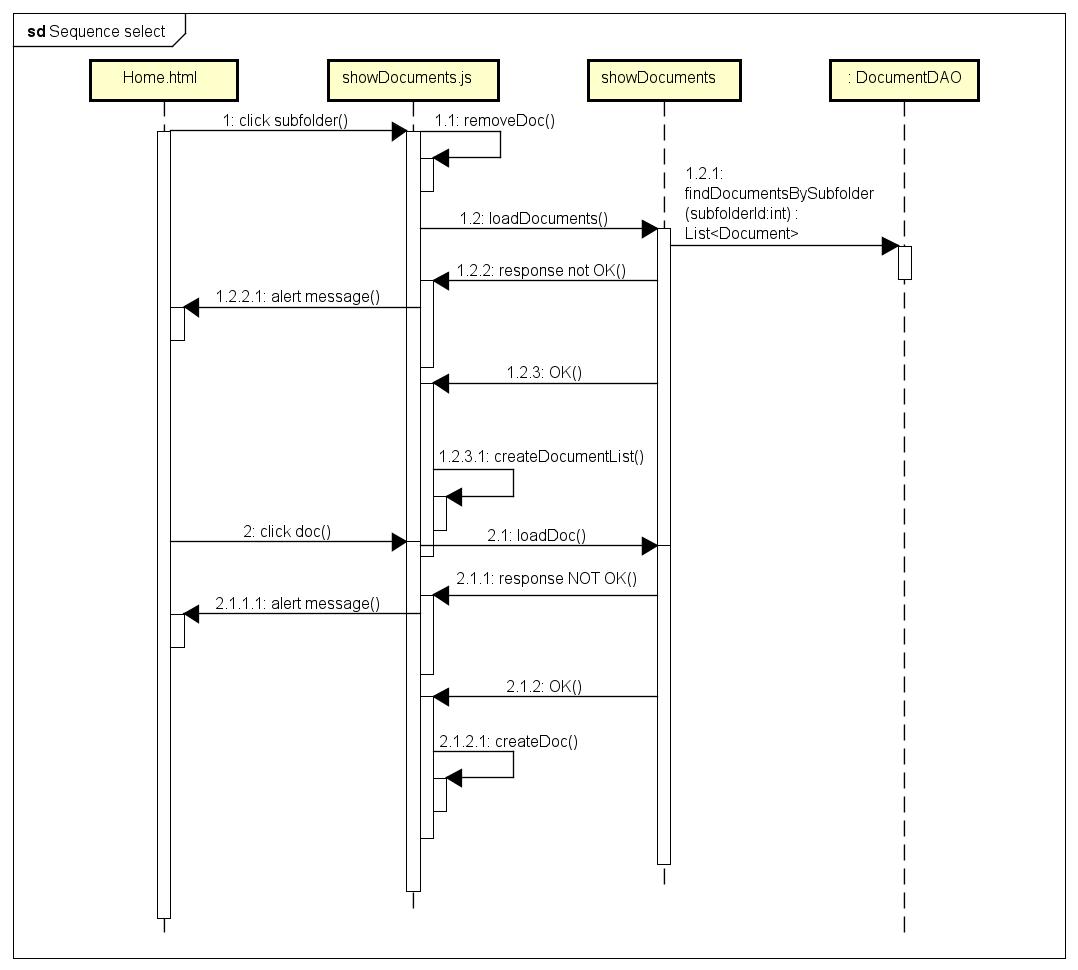 sd Sequence select
Home.html
showDocuments.js
showDocuments
: DocumentDAO
1: click subfolder()
1.1: removeDoc()
1.2.1:
findDocumentsBySubfolder
(subfolderId:int) :
List<Document>
1.2: loadDocuments()
1.2.2: response not OK()
1.2.2.1: alert message()
1.2.3: OK()
1.2.3.1: createDocumentList()
2: click doc()
2.1: loadDoc()
2.1.1: response NOT OK()
2.1.1.1: alert message()
2.1.2: OK()
2.1.2.1: createDoc()